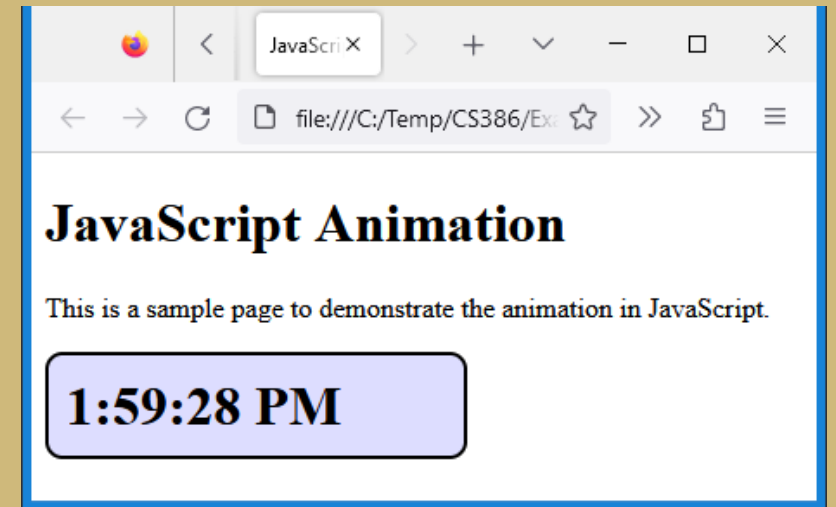 JavaScri
file:///C:/Temp/CS386/Exa
JavaScript Animation
This is a sample page to demonstrate the animation in JavaScript.
1:59:28 PM